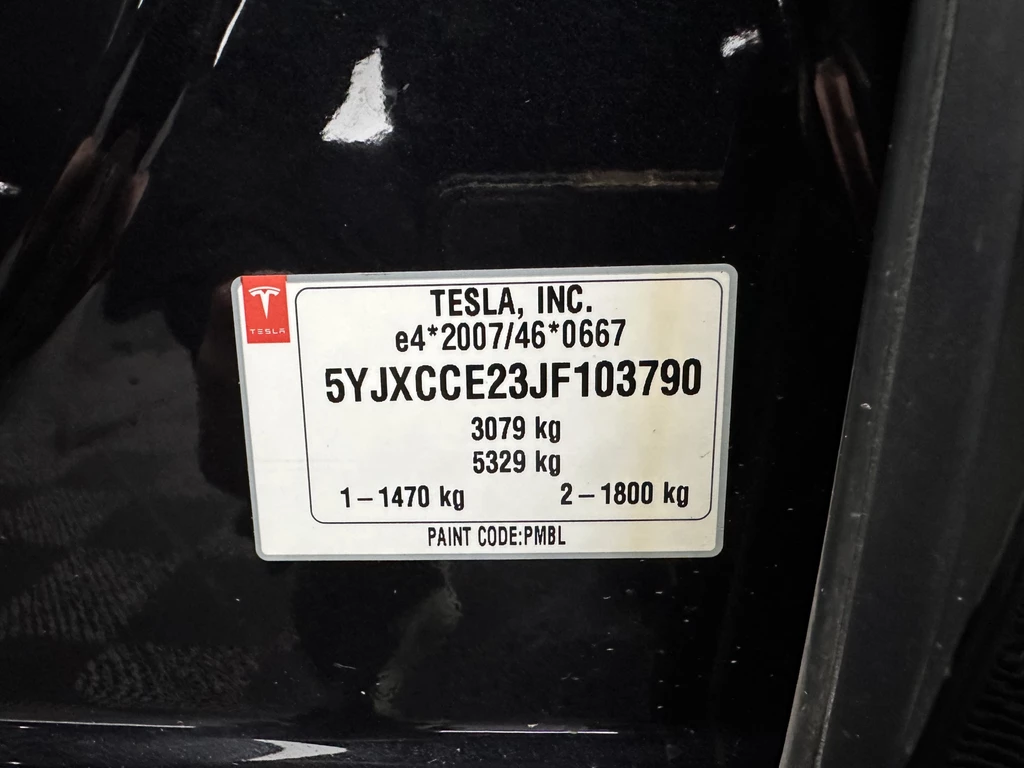 TESLA
TESLA, INC.
e4*2007/46*0667
5YJXCCE23JF103790
3079 kg
5329 kg
1 – 1470 kg 2 – 1800 kg
PAINT CODE:PMBL